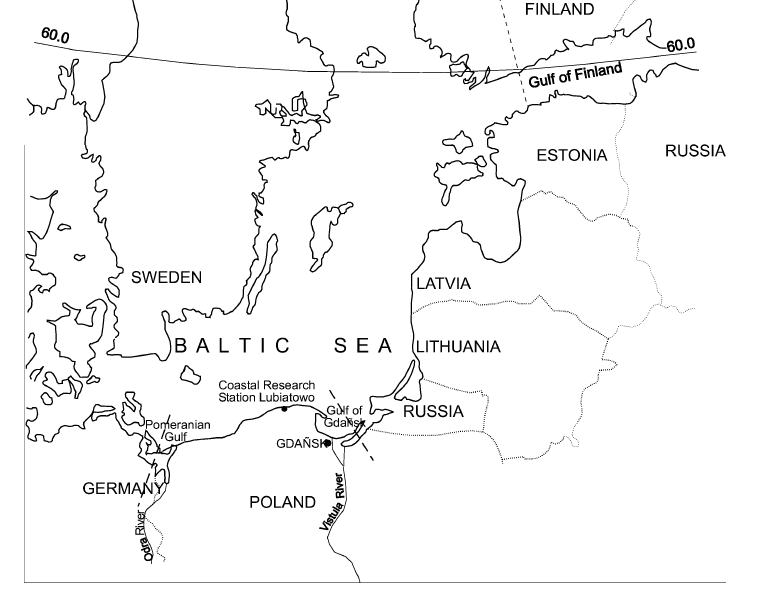 FINLAND
60.0
60.0
Gulf of Finland
ESTONIA
RUSSIA
SWEDEN
LATVIA
BALTIC SEA
LITHUANIA
Coastal Research
Station Lubiatowo
Gulf of
Gdańsk
RUSSIA
Pomeranian
Gulf
GDAŃSK
GERMANY
POLAND
Vistula River
Odra River